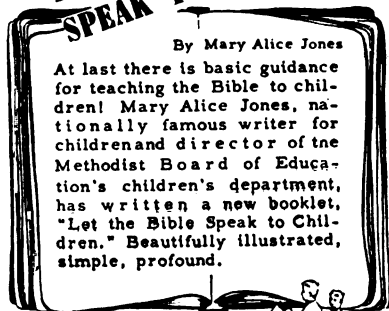 SPEAK
By Mary Alice Jones
At last there is basic guidance
for teaching the Bible to chil-
dren! Mary Alice Jones, na-
tionally famous writer for
children and director of tne
Methodist Board of Educa-
tion's children's department,
has written a new booklet,
"Let the Bible Speak to Chil-
dren." Beautifully illustrated,
simple, profound.